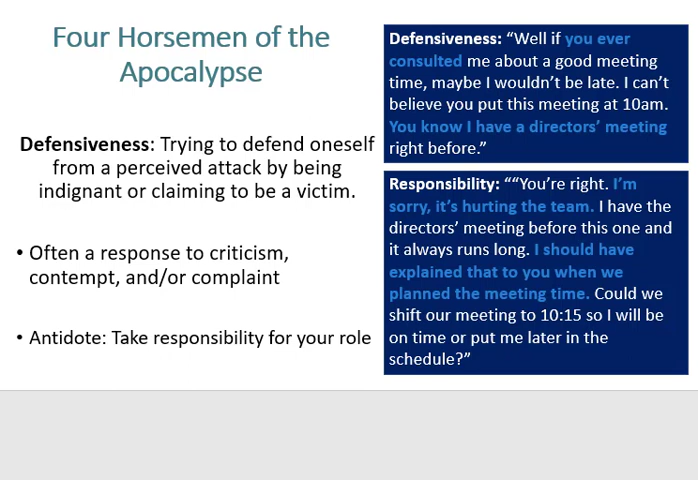 Four Horsemen of the
Apocalypse
Defensiveness: Trying to defend oneself
from a perceived attack by being
indignant or claiming to be a victim.
• Often a response to criticism,
contempt, and/or complaint
• Antidote: Take responsibility for your role
Defensiveness: “Well if you ever
consulted me about a good meeting
time, maybe I wouldn’t be late. I can’t
believe you put this meeting at 10am.
You know I have a directors’ meeting
right before.”
Responsibility: ““You’re right. I’m
sorry, it’s hurting the team. I have the
directors’ meeting before this one and
it always runs long. I should have
explained that to you when we
planned the meeting time. Could we
shift our meeting to 10:15 so I will be
on time or put me later in the
schedule?”